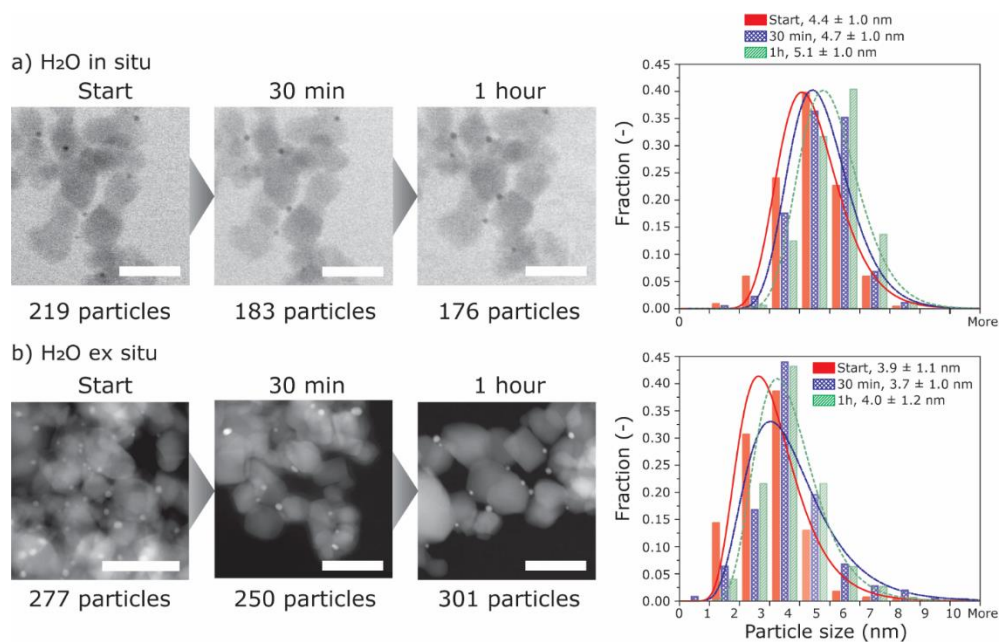 a) H2O in situ
Start
30 min
1 hour
219 particles
183 particles
176 particles
Start, 4.4 ± 1.0 nm
30 min, 4.7 ± 1.0 nm
1h, 5.1 ± 1.0 nm
Fraction (-)
0.45
0.40
0.35
0.30
0.25
0.20
0.15
0.10
0.05
0.00
0
More
b) H2O ex situ
Start
30 min
1 hour
277 particles
250 particles
301 particles
Start, 3.9 ± 1.1 nm
30 min, 3.7 ± 1.0 nm
1h, 4.0 ± 1.2 nm
Fraction (-)
0.45
0.40
0.35
0.30
0.25
0.20
0.15
0.10
0.05
0.00
0 1 2 3 4 5 6 7 8 9 10 More
Particle size (nm)